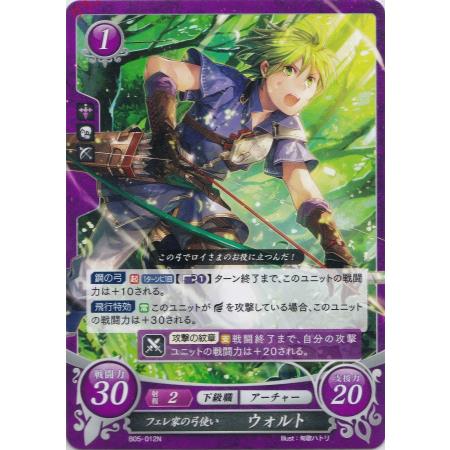 1
この弓でロイさまのお役に立つんだ！
鋼の弓 起 1ターンに1回 【 1】ターン終了まで、このユニットの戦闘
力は＋10される。
飛行特効 常 このユニットが を攻撃している場合、このユニットの戦
闘力は＋30される。
攻撃の紋章 支 戦闘終了まで、自分の攻撃
ユニットの戦闘力は＋20される。
戦闘力
30
射程
2
下級職
アーチャー
支援力
20
フェレ家の弓使い
ウォルト
B05-012N
Illust：旬歌ハトリ